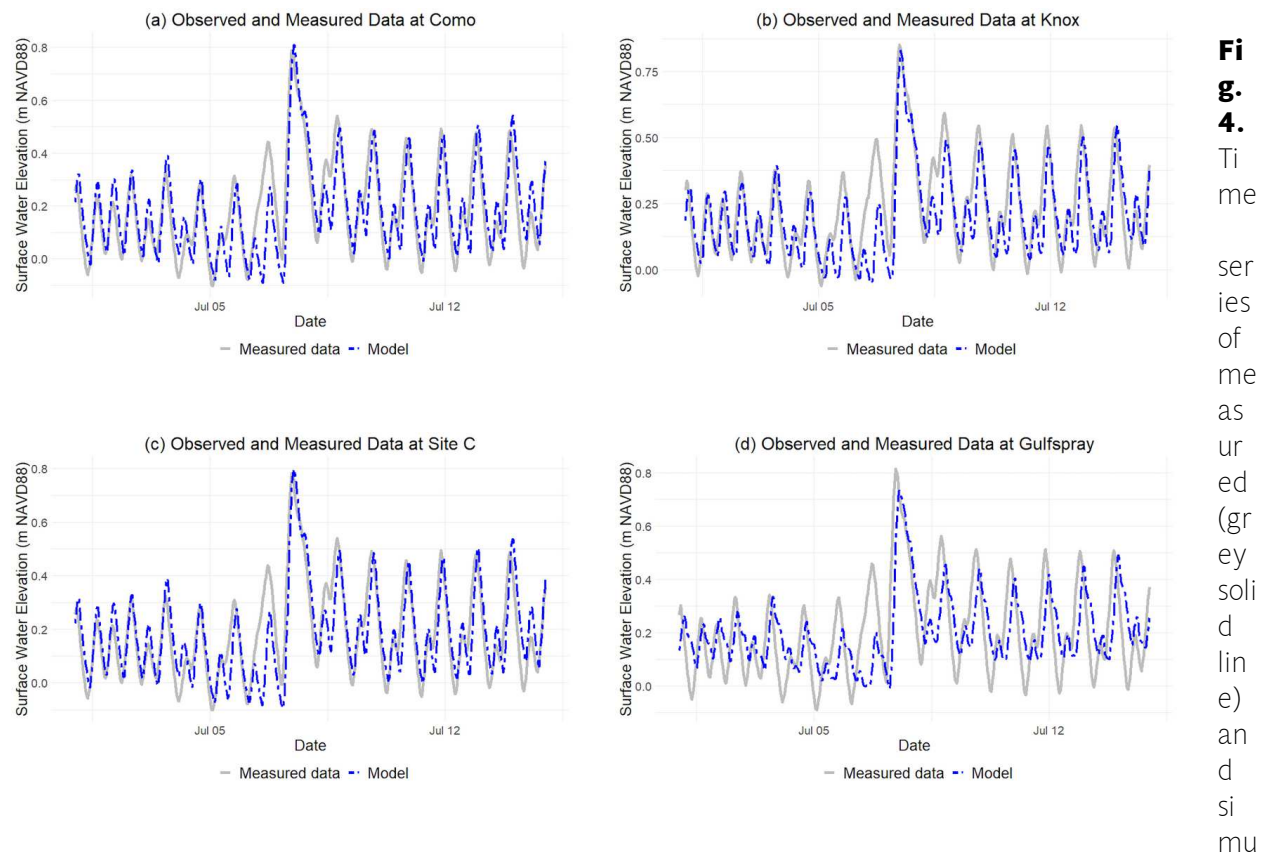 (a) Observed and Measured Data at Como
Surface Water Elevation (m NAVD88)
0.8
0.6
0.4
0.2
0.0
Jul 05
Jul 12
Date
Measured data
Model
(b) Observed and Measured Data at Knox
Surface Water Elevation (m NAVD88)
0.75
0.50
0.25
0.00
Jul 05
Jul 12
Date
Measured data
Model
(c) Observed and Measured Data at Site C
Surface Water Elevation (m NAVD88)
0.8
0.6
0.4
0.2
0.0
Jul 05
Jul 12
Date
Measured data
Model
(d) Observed and Measured Data at Gulfspray
Surface Water Elevation (m NAVD88)
0.8
0.6
0.4
0.2
0.0
Jul 05
Jul 12
Date
Measured data
Model
Fi
g.
4.
Ti
me
ser
ies
of
me
as
ur
ed
(gr
ey
soli
d
lin
e)
an
d
si
mu